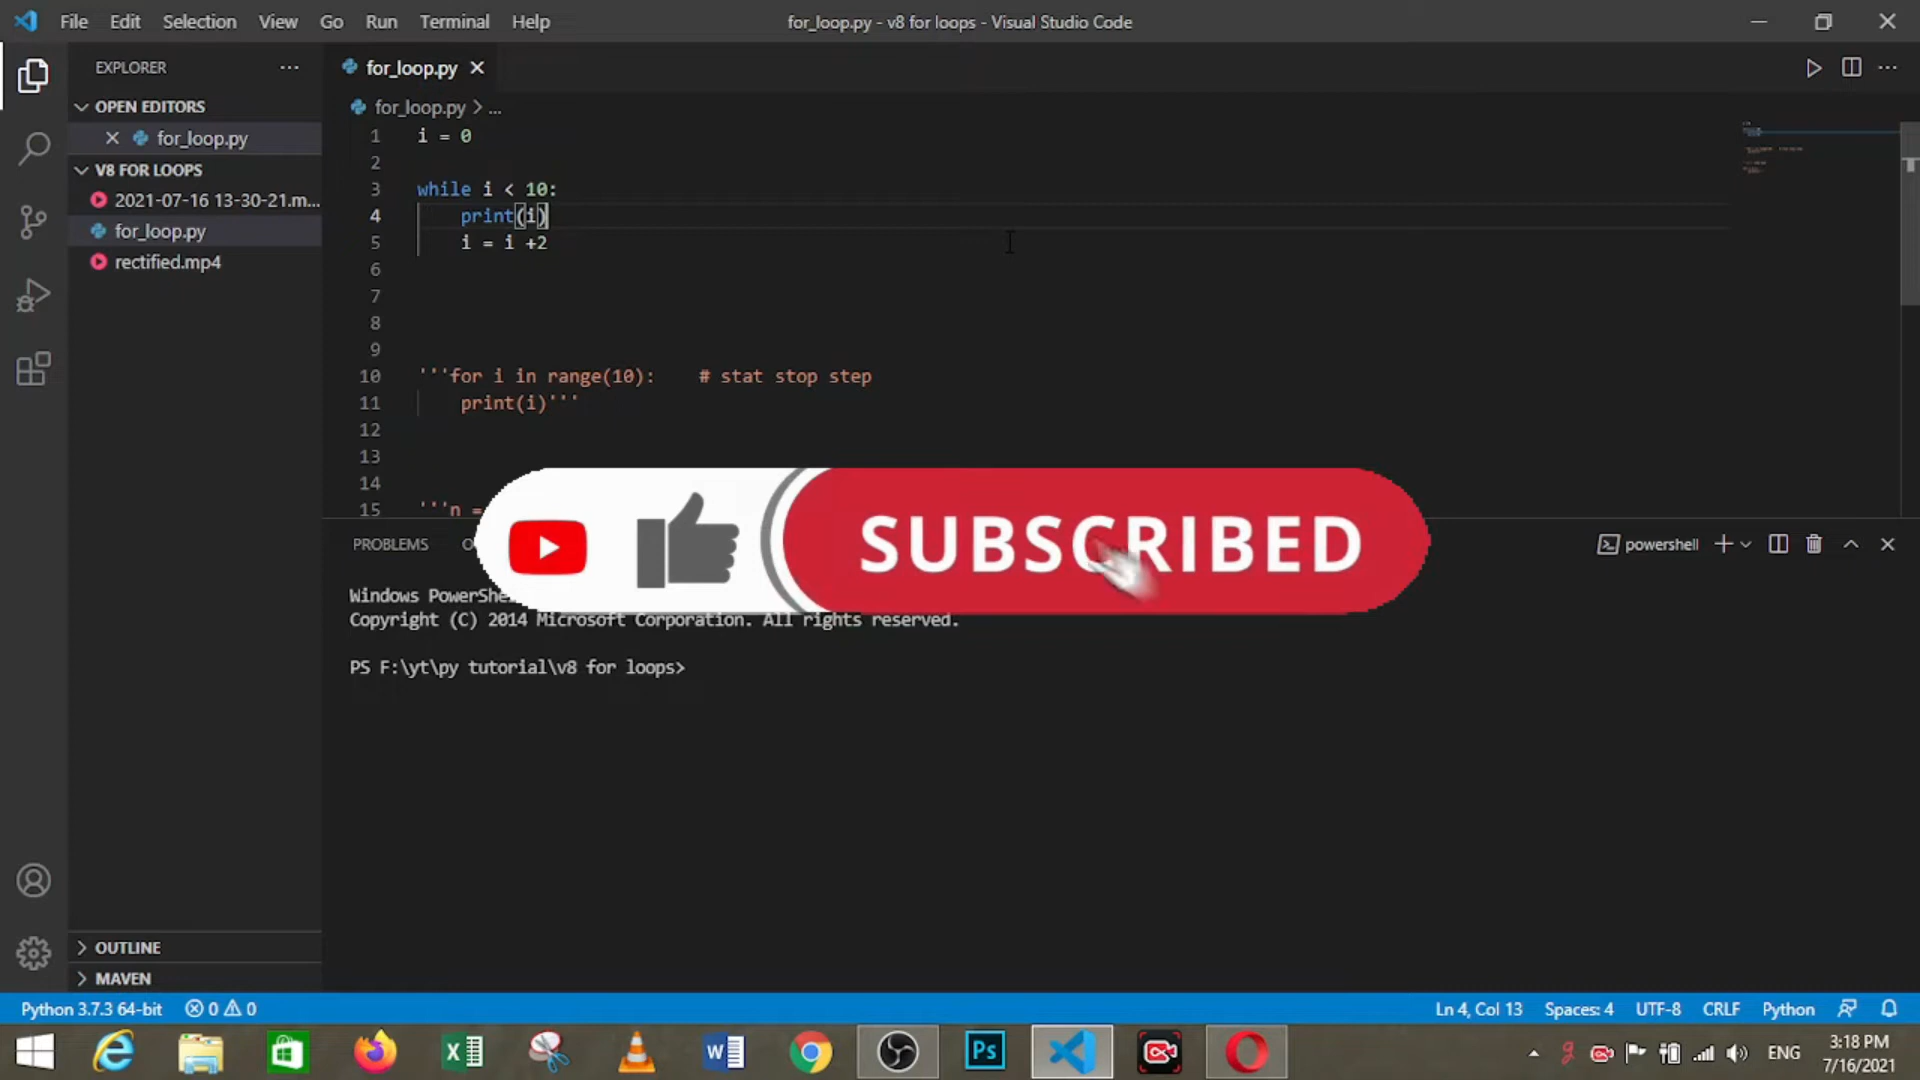 File Edit Selection View Go Run Terminal Help
for_loop.py - v8 for loops - Visual Studio Code
EXPLORER
for_loop.py
OPEN EDITORS
for_loop.py
V8 FOR LOOPS
2021-07-16 13-30-21.m...
for_loop.py
rectified.mp4
OUTLINE
MAVEN
for_loop.py > ...
1 i = 0
2
3 while i < 10:
4 print(i)
5 i = i +2
6
7
8
9
10 '''for i in range(10): # stat stop step
11 print(i)'''
12
13
14
15 '''n =
SUBSCRIBED
PROBLEMS
powershell
Windows
Copyright (C) 2014 Microsoft Corporation. All rights reserved.
PS F:\yt\py tutorial\v8 for loops>
Python 3.7.3 64-bit 0 0
Ln 4, Col 13 Spaces: 4 UTF-8 CRLF Python
Ps
ENG
3:18 PM
7/16/2021